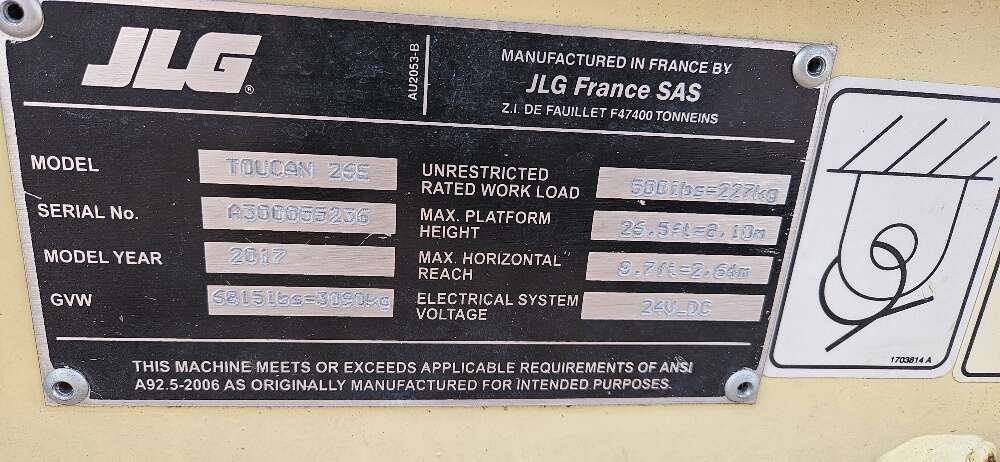 JLG®
AU2053-B
MANUFACTURED IN FRANCE BY
JLG France SAS
Z.I. DE FAUILLET F47400 TONNEINS
MODEL TOUCAN 26E
SERIAL No. A300055236
MODEL YEAR 2017
GVW 6815lbs=3090kg
UNRESTRICTED
RATED WORK LOAD 500lbs=227kg
MAX. PLATFORM
HEIGHT 26.5ft=8.10m
MAX. HORIZONTAL
REACH 8.7ft=2.64m
ELECTRICAL SYSTEM
VOLTAGE 24V_DC
THIS MACHINE MEETS OR EXCEEDS APPLICABLE REQUIREMENTS OF ANSI
A92.5-2006 AS ORIGINALLY MANUFACTURED FOR INTENDED PURPOSES.
1703814 A